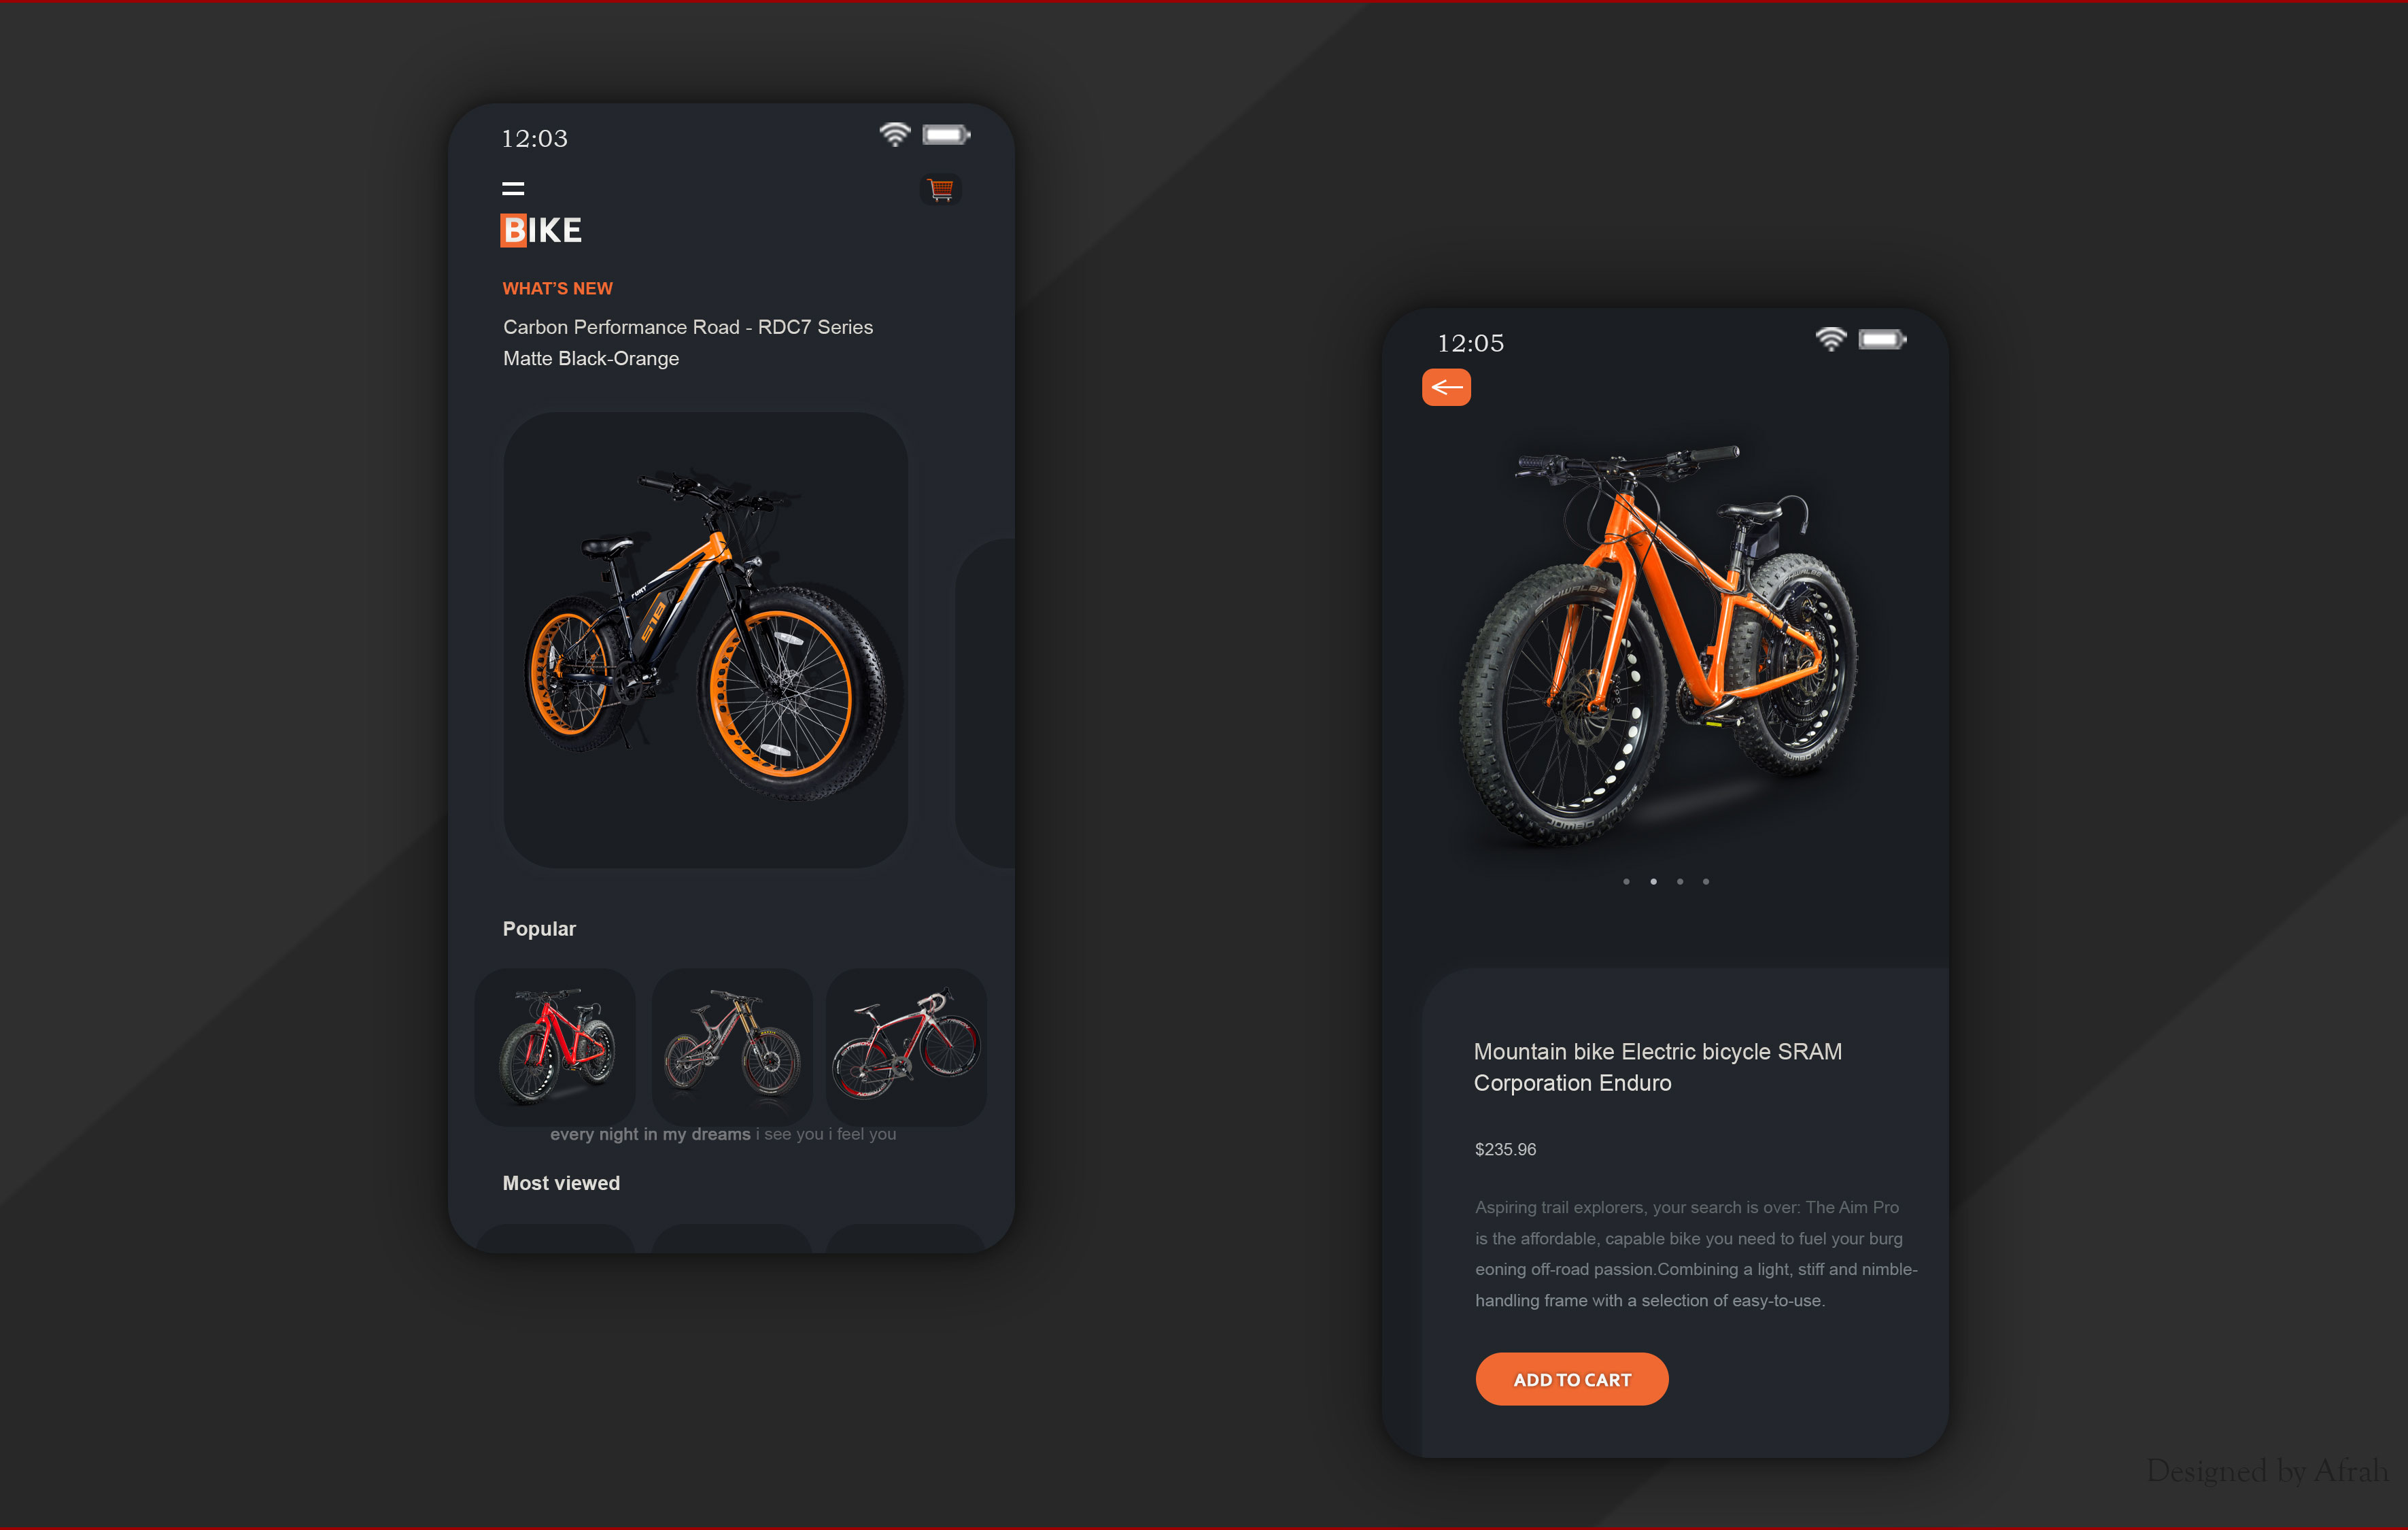 12:03
BIKE
WHAT'S NEW
Carbon Performance Road - RDC7 Series
Matte Black-Orange
FURY
Popular
every night in my dreams i see you i feel you
Most viewed
12:05
SCHWALBE
Mountain bike Electric bicycle SRAM
Corporation Enduro
$235.96
Aspiring trail explorers, your search is over: The Aim Pro
is the affordable, capable bike you need to fuel your burg
eoning off-road passion.Combining a light, stiff and nimble-
handling frame with a selection of easy-to-use.
ADD TO CART
Designed by Afrah